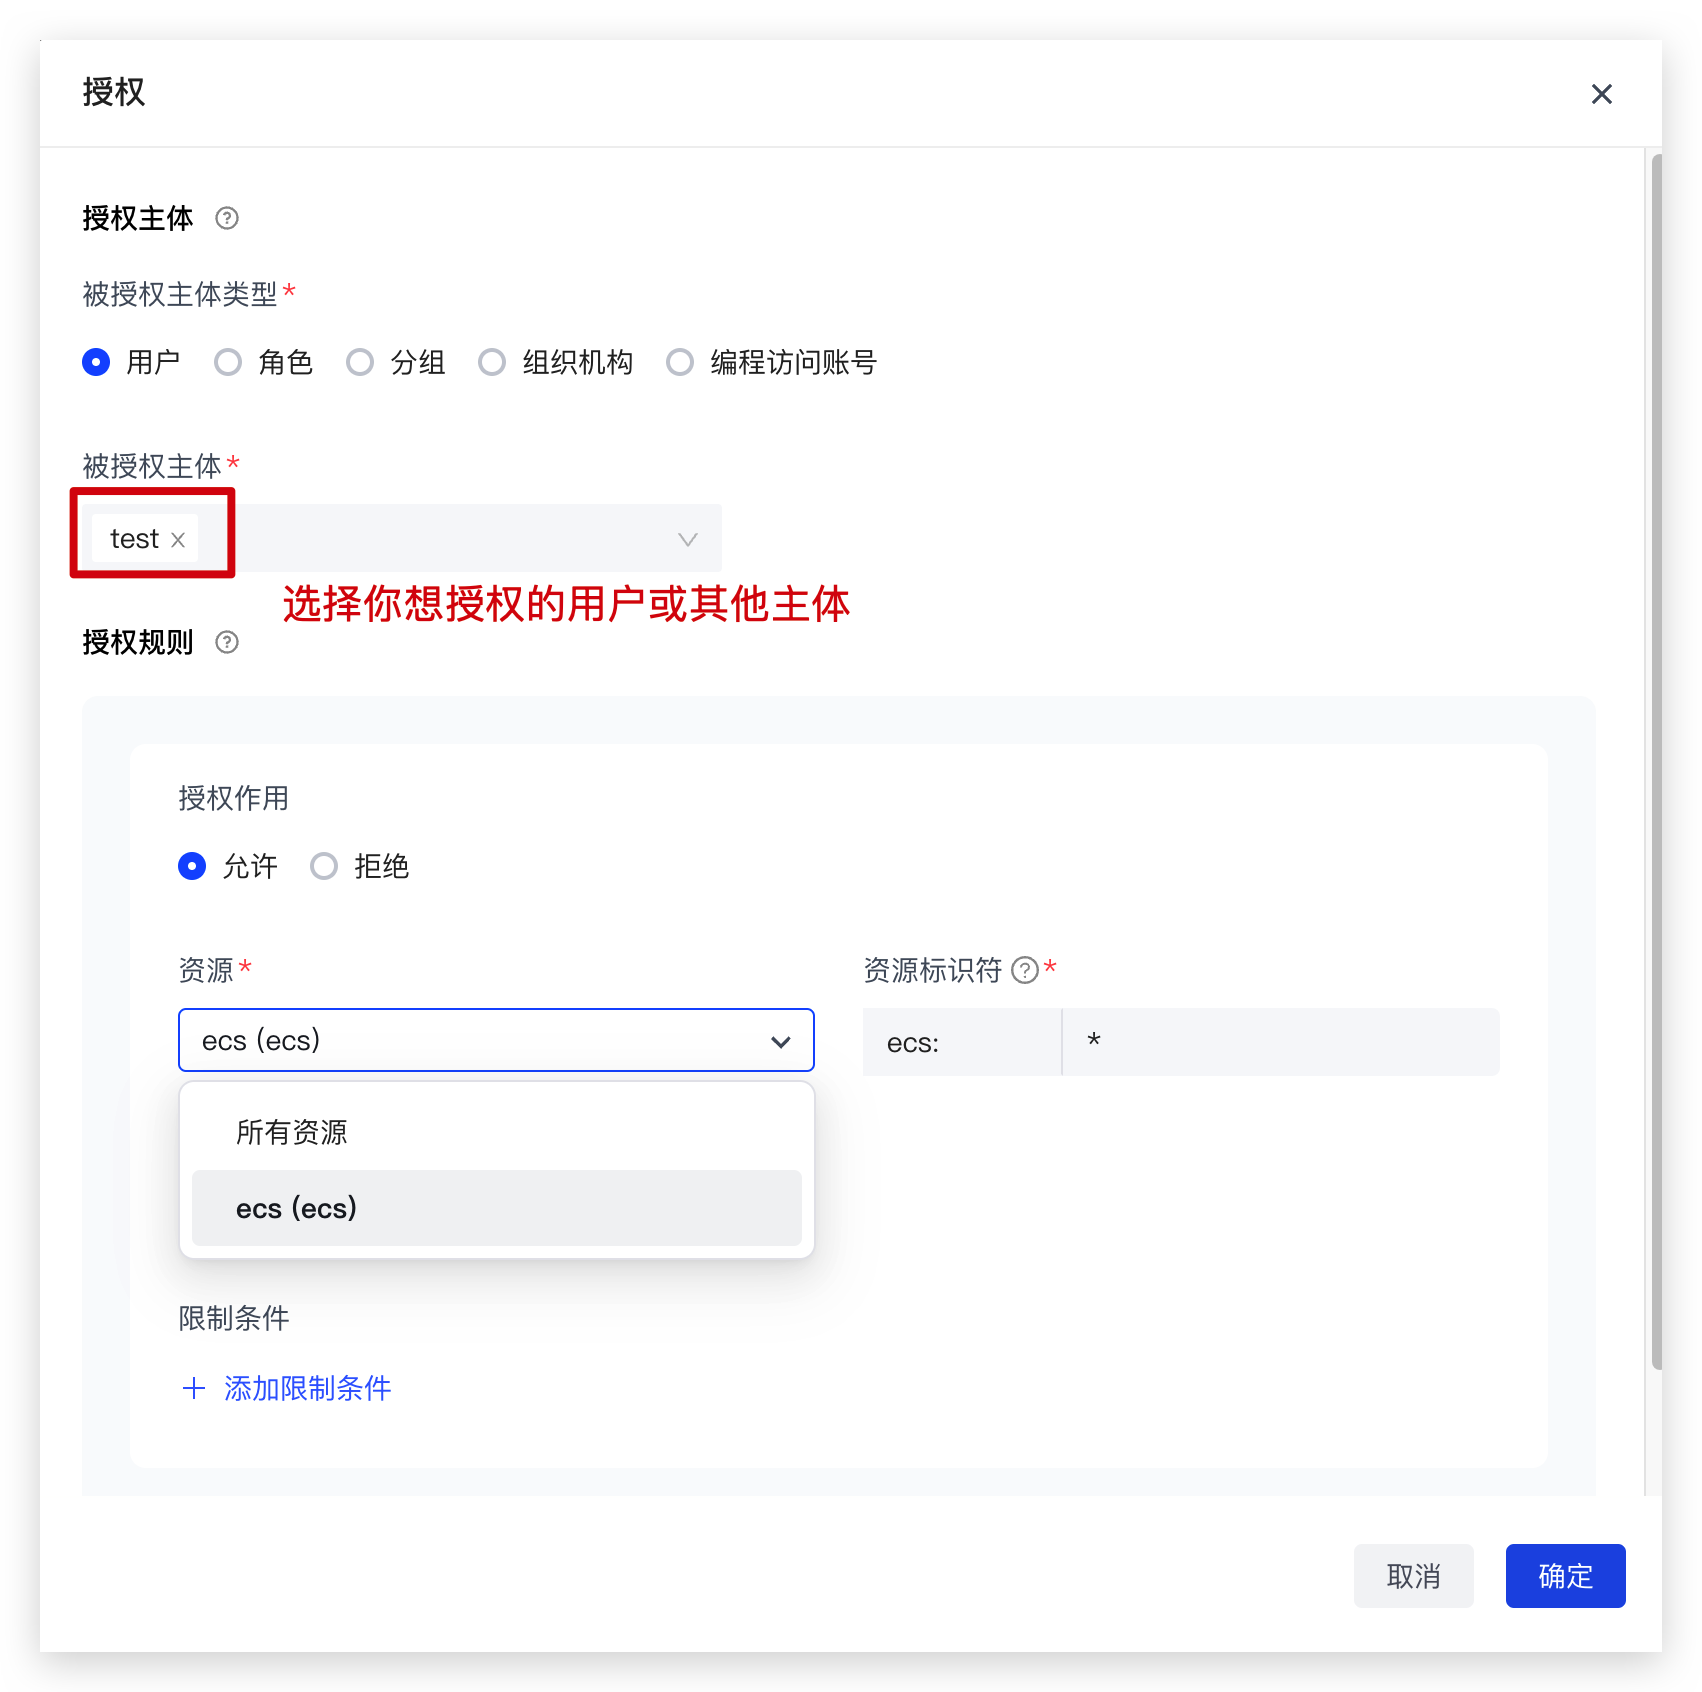 授权
授权主体
被授权主体类型*
用户 角色 分组 组织机构 编程访问账号
被授权主体*
test
选择你想授权的用户或其他主体
授权规则
授权作用
允许 拒绝
资源* 资源标识符*
ecs (ecs) ecs: *
所有资源
ecs (ecs)
限制条件
添加限制条件
取消 确定